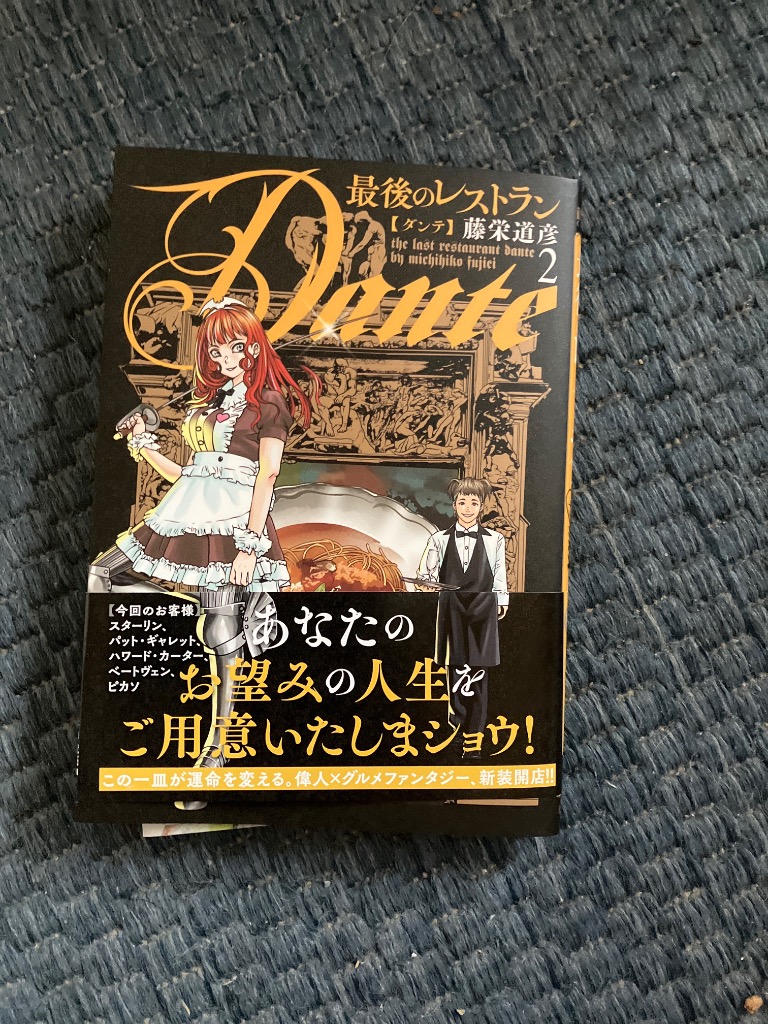 最後のレストラン
【ダンテ】藤栄道彦
the last restaurant dante
by michihiko fujiei
2
Dante
【今回のお客様】
スターリン、
パット・ギャレット、
ハワード・カーター、
ベートヴェン、
ピカソ
あなたの
お望みの人生を
ご用意いたしまショウ!
この一皿が運命を変える。偉人×グルメファンタジー、新装開店!!